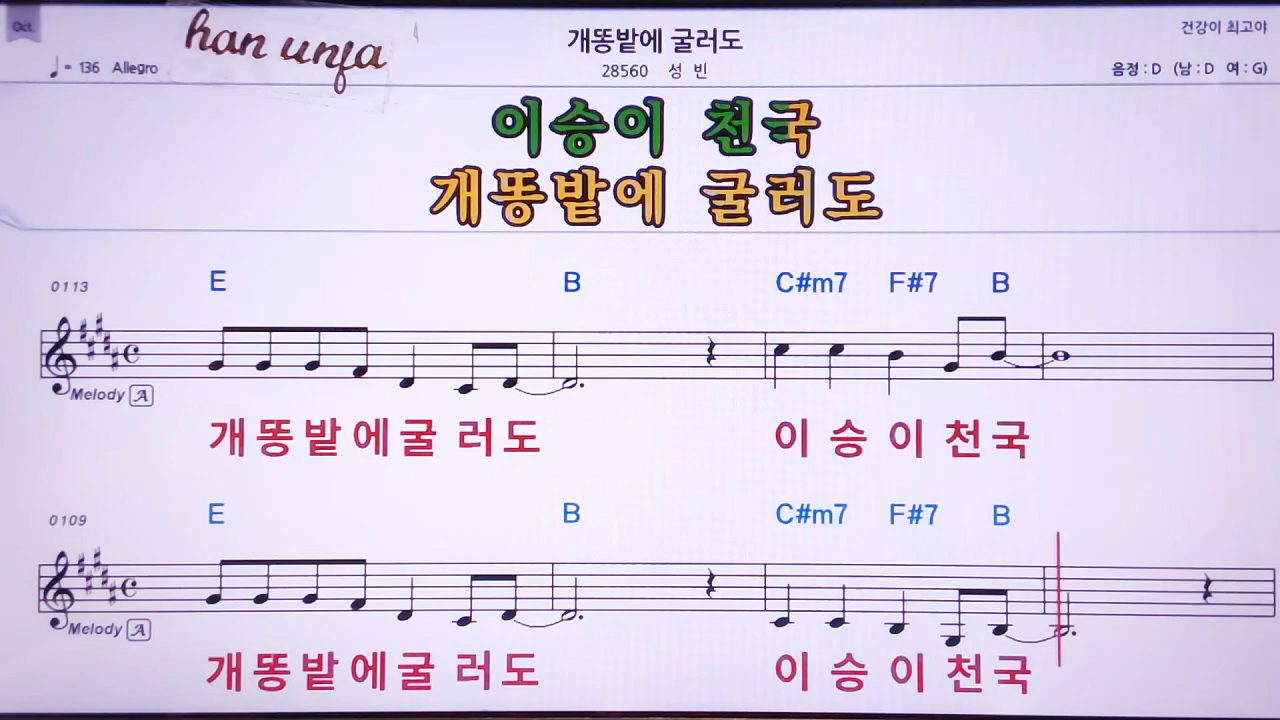 Oct.
han unfa
개똥밭에 굴러도
건강이 최고야
♩ = 136 Allegro
28560 성 빈
음정 : D (남 : D 여 : G)
이승이 천국
개똥밭에 굴러도
0113
E B C#m7 F#7 B
Melody A
개똥밭에굴 러도 이 승 이 천국
0109
E B C#m7 F#7 B
Melody A
개똥밭에굴 러도 이 승 이 천국